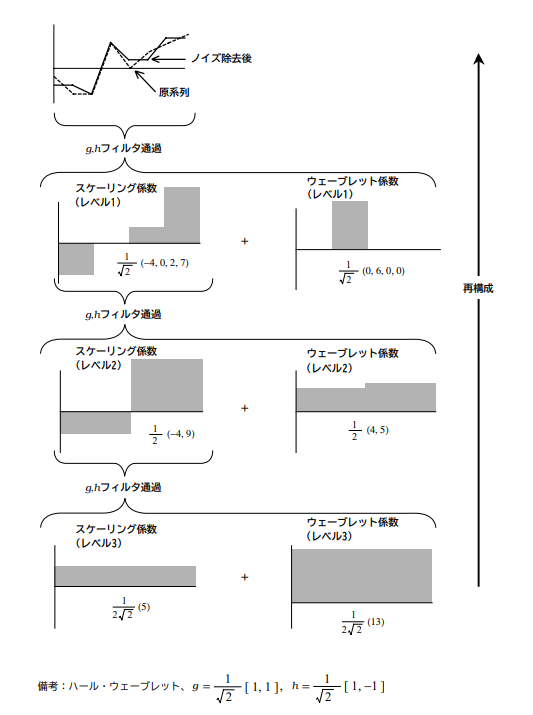 ノイズ除去後
原系列
g,hフィルタ通過
スケーリング係数
(レベル1)
ウェーブレット係数
(レベル1)
+
1/√2 (–4, 0, 2, 7)
1/√2 (0, 6, 0, 0)
再構成
g,hフィルタ通過
スケーリング係数
(レベル2)
ウェーブレット係数
(レベル2)
+
1/2 (–4, 9)
1/2 (4, 5)
g,hフィルタ通過
スケーリング係数
(レベル3)
ウェーブレット係数
(レベル3)
+
1/2√2 (5)
1/2√2 (13)
備考：ハール・ウェーブレット、g = 1/√2 [ 1, 1 ], h = 1/√2 [ 1, –1 ]